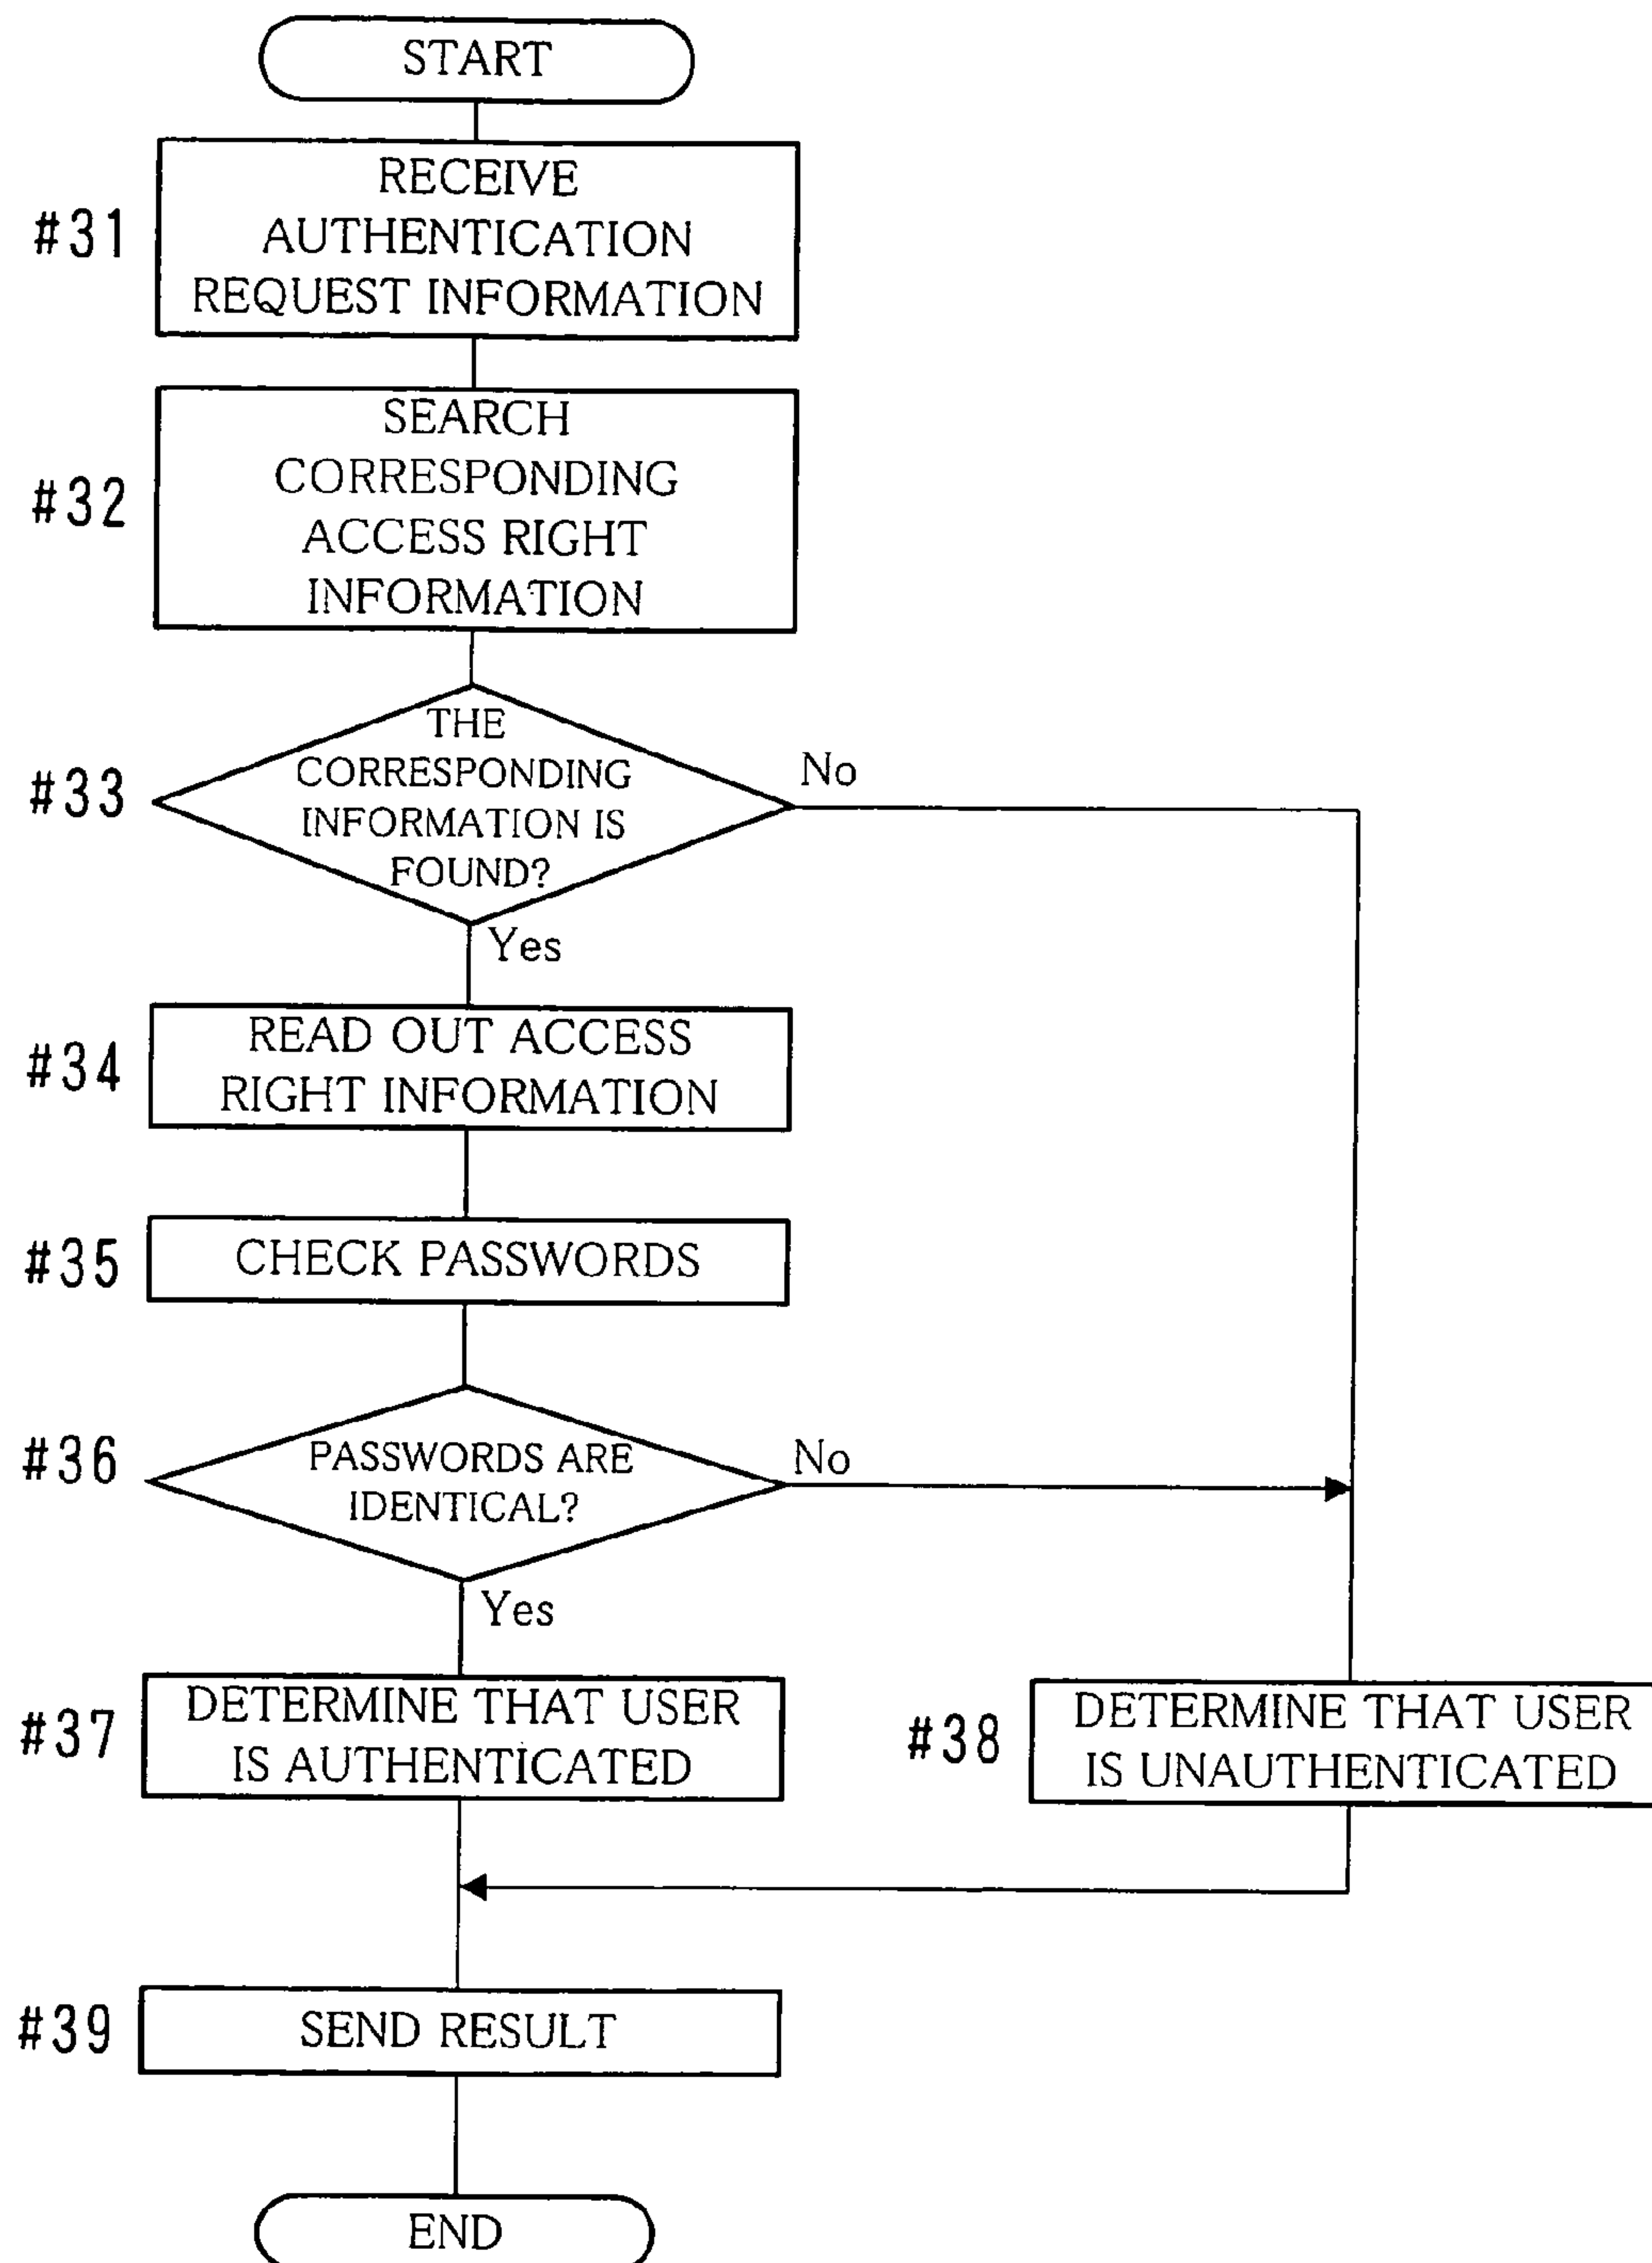 START
#31
RECEIVE
AUTHENTICATION
REQUEST INFORMATION
#32
SEARCH
CORRESPONDING
ACCESS RIGHT
INFORMATION
#33
THE
CORRESPONDING
INFORMATION IS
FOUND?
No
Yes
#34
READ OUT ACCESS
RIGHT INFORMATION
#35
CHECK PASSWORDS
#36
PASSWORDS ARE
IDENTICAL?
No
Yes
#37
DETERMINE THAT USER
IS AUTHENTICATED
#38
DETERMINE THAT USER
IS UNAUTHENTICATED
#39
SEND RESULT
END